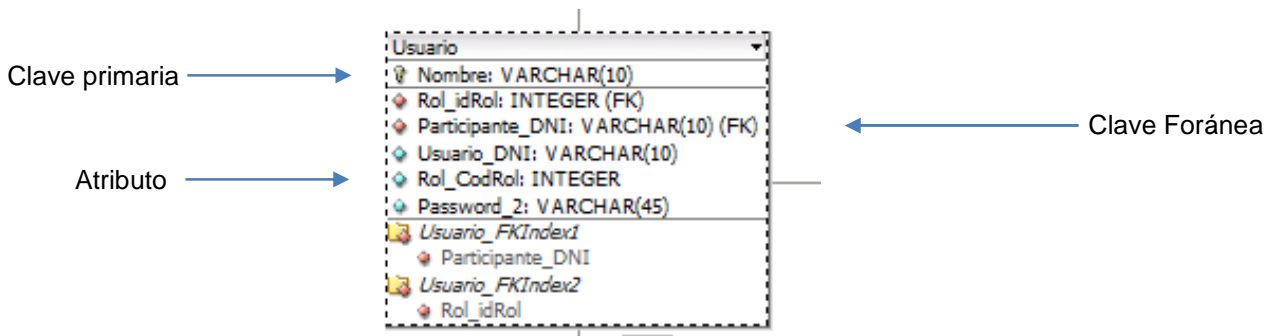 Usuario
Clave primaria
Nombre: VARCHAR(10)
Rol_idRol: INTEGER (FK)
Participante_DNI: VARCHAR(10) (FK)
Clave Foránea
Usuario_DNI: VARCHAR(10)
Atributo
Rol_CodRol: INTEGER
Password_2: VARCHAR(45)
Usuario_FKIndex1
Participante_DNI
Usuario_FKIndex2
Rol_idRol